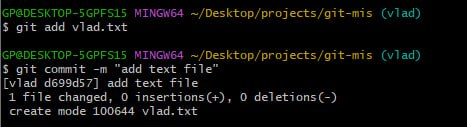 GP@DESKTOP-5GPFS15 MINGW64 ~/Desktop/projects/git-mis (vlad)
$ git add vlad.txt
GP@DESKTOP-5GPFS15 MINGW64 ~/Desktop/projects/git-mis (vlad)
$ git commit -m "add text file"
[vlad d699d57] add text file
 1 file changed, 0 insertions(+), 0 deletions(-)
 create mode 100644 vlad.txt